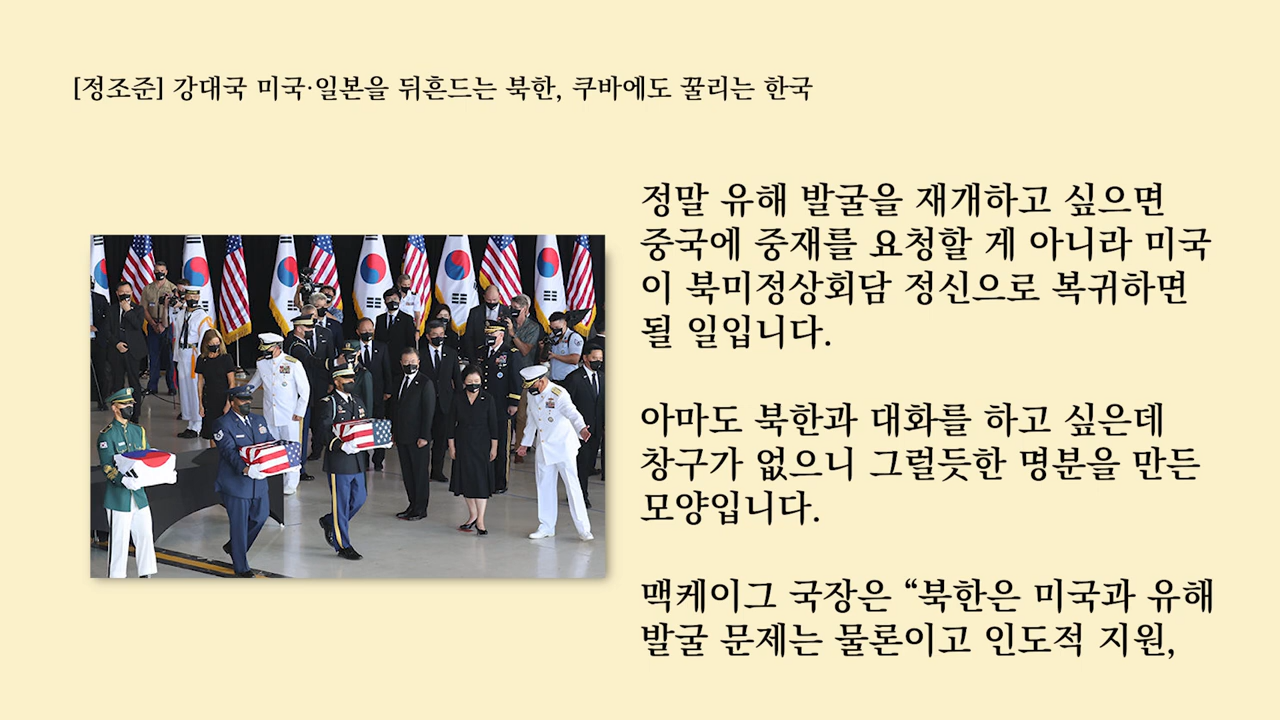 [정조준] 강대국 미국·일본을 뒤흔드는 북한, 쿠바에도 꿀리는 한국
정말 유해 발굴을 재개하고 싶으면
중국에 중재를 요청할 게 아니라 미국
이 북미정상회담 정신으로 복귀하면
될 일입니다.
아마도 북한과 대화를 하고 싶은데
창구가 없으니 그럴듯한 명분을 만든
모양입니다.
맥케이그 국장은 “북한은 미국과 유해
발굴 문제는 물론이고 인도적 지원,